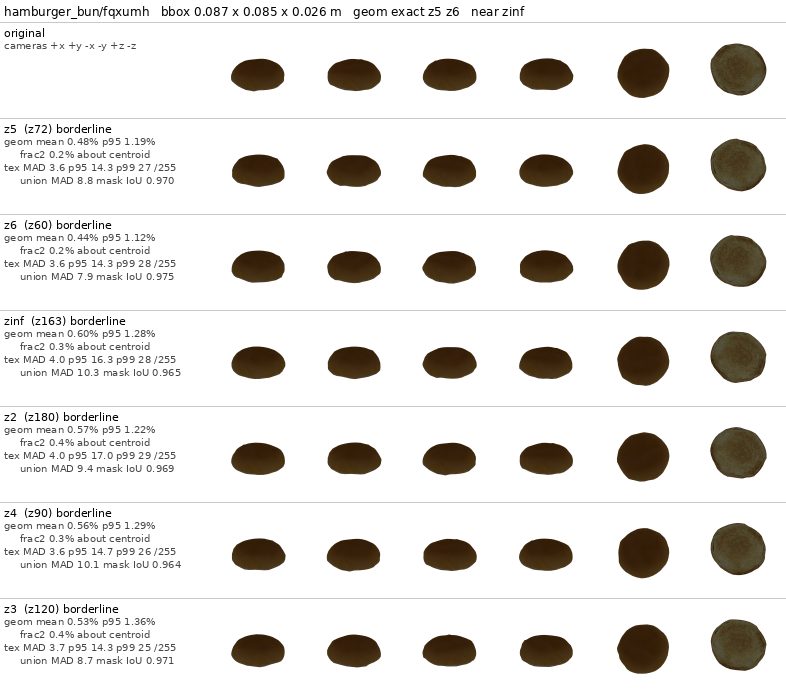 hamburger_bun/fqxumh   bbox 0.087 x 0.085 x 0.026 m   geom exact z5 z6   near zinf
original
cameras +x +y -x -y +z -z
z5  (z72) borderline
geom mean 0.48% p95 1.19%
frac2 0.2% about centroid
tex MAD 3.6 p95 14.3 p99 27 /255
union MAD 8.8 mask IoU 0.970
z6  (z60) borderline
geom mean 0.44% p95 1.12%
frac2 0.2% about centroid
tex MAD 3.6 p95 14.3 p99 28 /255
union MAD 7.9 mask IoU 0.975
zinf  (z163) borderline
geom mean 0.60% p95 1.28%
frac2 0.3% about centroid
tex MAD 4.0 p95 16.3 p99 28 /255
union MAD 10.3 mask IoU 0.965
z2  (z180) borderline
geom mean 0.57% p95 1.22%
frac2 0.4% about centroid
tex MAD 4.0 p95 17.0 p99 29 /255
union MAD 9.4 mask IoU 0.969
z4  (z90) borderline
geom mean 0.56% p95 1.29%
frac2 0.3% about centroid
tex MAD 3.6 p95 14.7 p99 26 /255
union MAD 10.1 mask IoU 0.964
z3  (z120) borderline
geom mean 0.53% p95 1.36%
frac2 0.4% about centroid
tex MAD 3.7 p95 14.3 p99 25 /255
union MAD 8.7 mask IoU 0.971